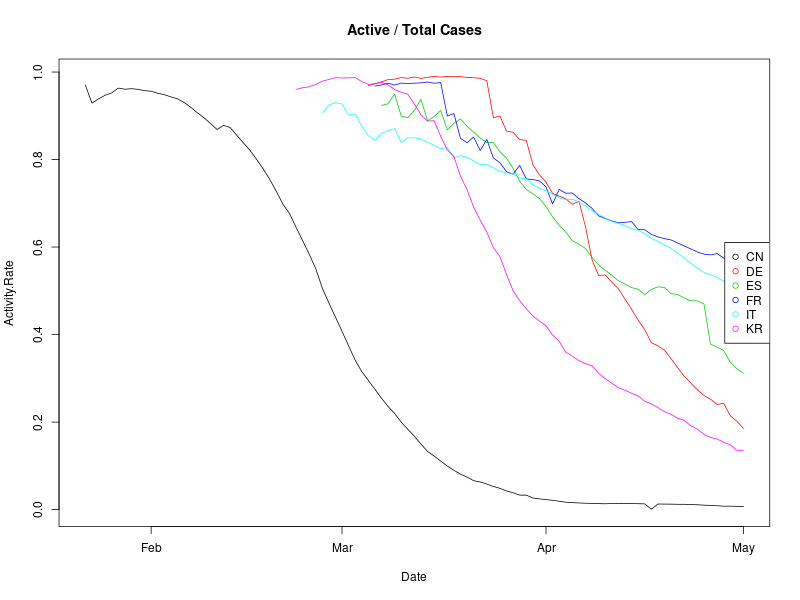 Active / Total Cases
Activity.Rate
1.0
0.8
0.6
0.4
0.2
0.0
CN
DE
ES
FR
IT
KR
Feb Mar Apr May
Date